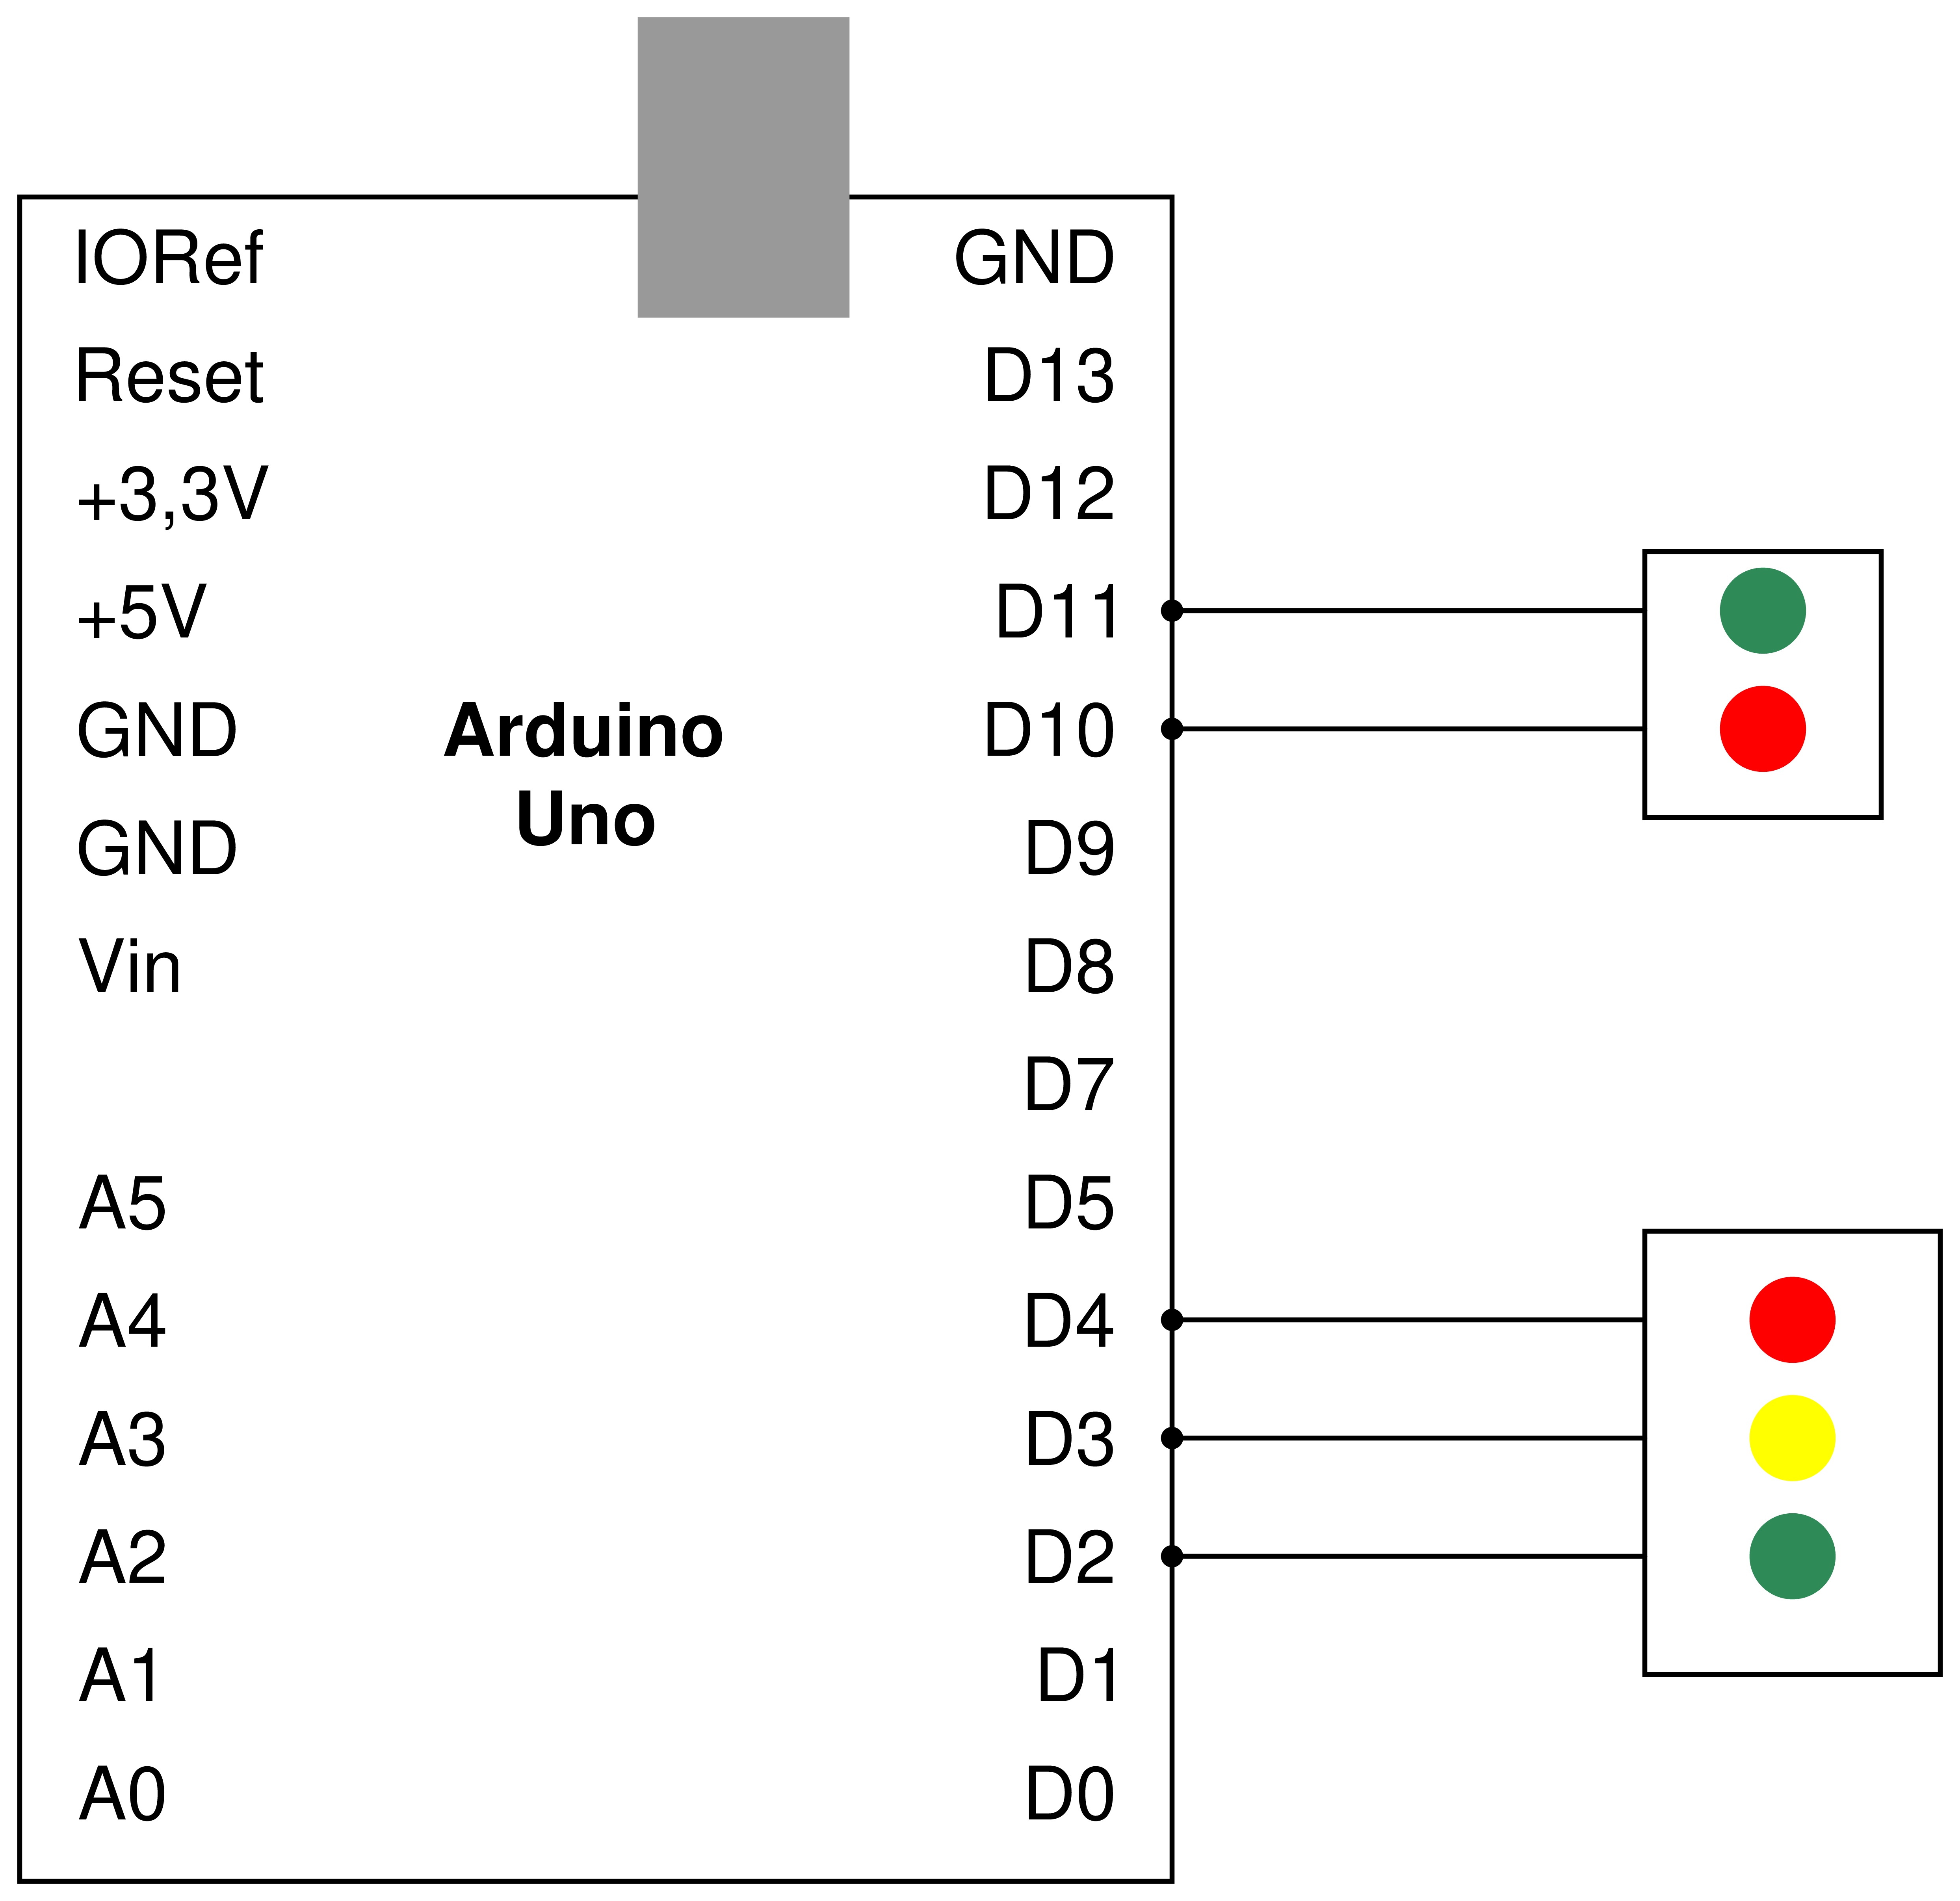 IORef
Reset
+3,3V
+5V
GND
GND
Vin
A5
A4
A3
A2
A1
A0
Arduino
Uno
GND
D13
D12
D11
D10
D9
D8
D7
D5
D4
D3
D2
D1
D0